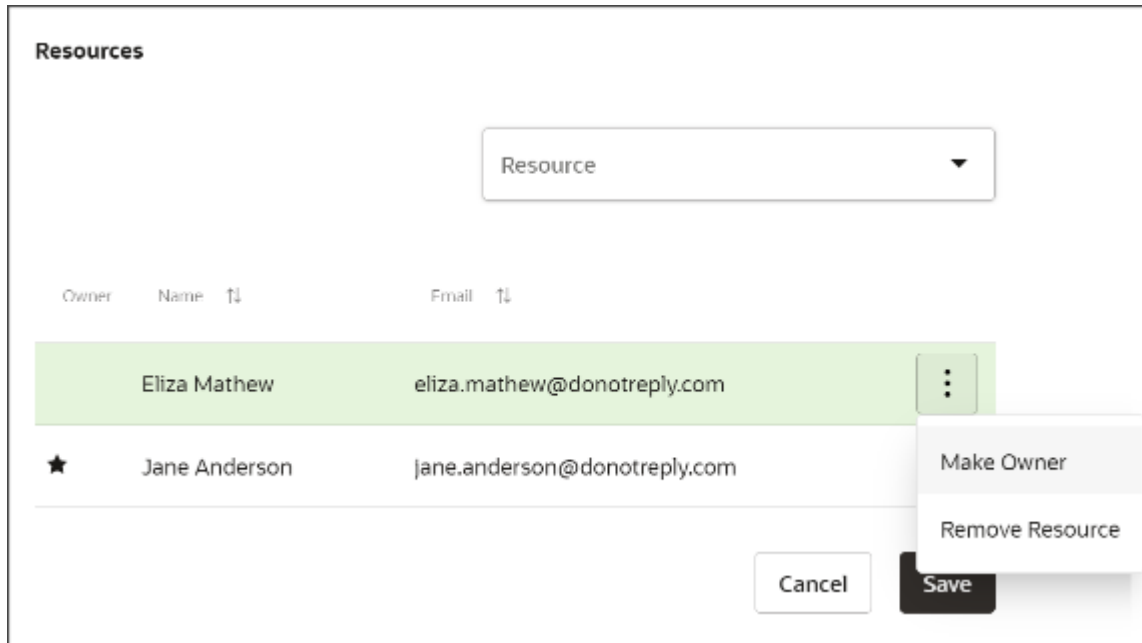 Resources
Resource
Owner Name Email
Eliza Mathew eliza.mathew@donotreply.com
Jane Anderson jane.anderson@donotreply.com
Make Owner
Remove Resource
Cancel Save